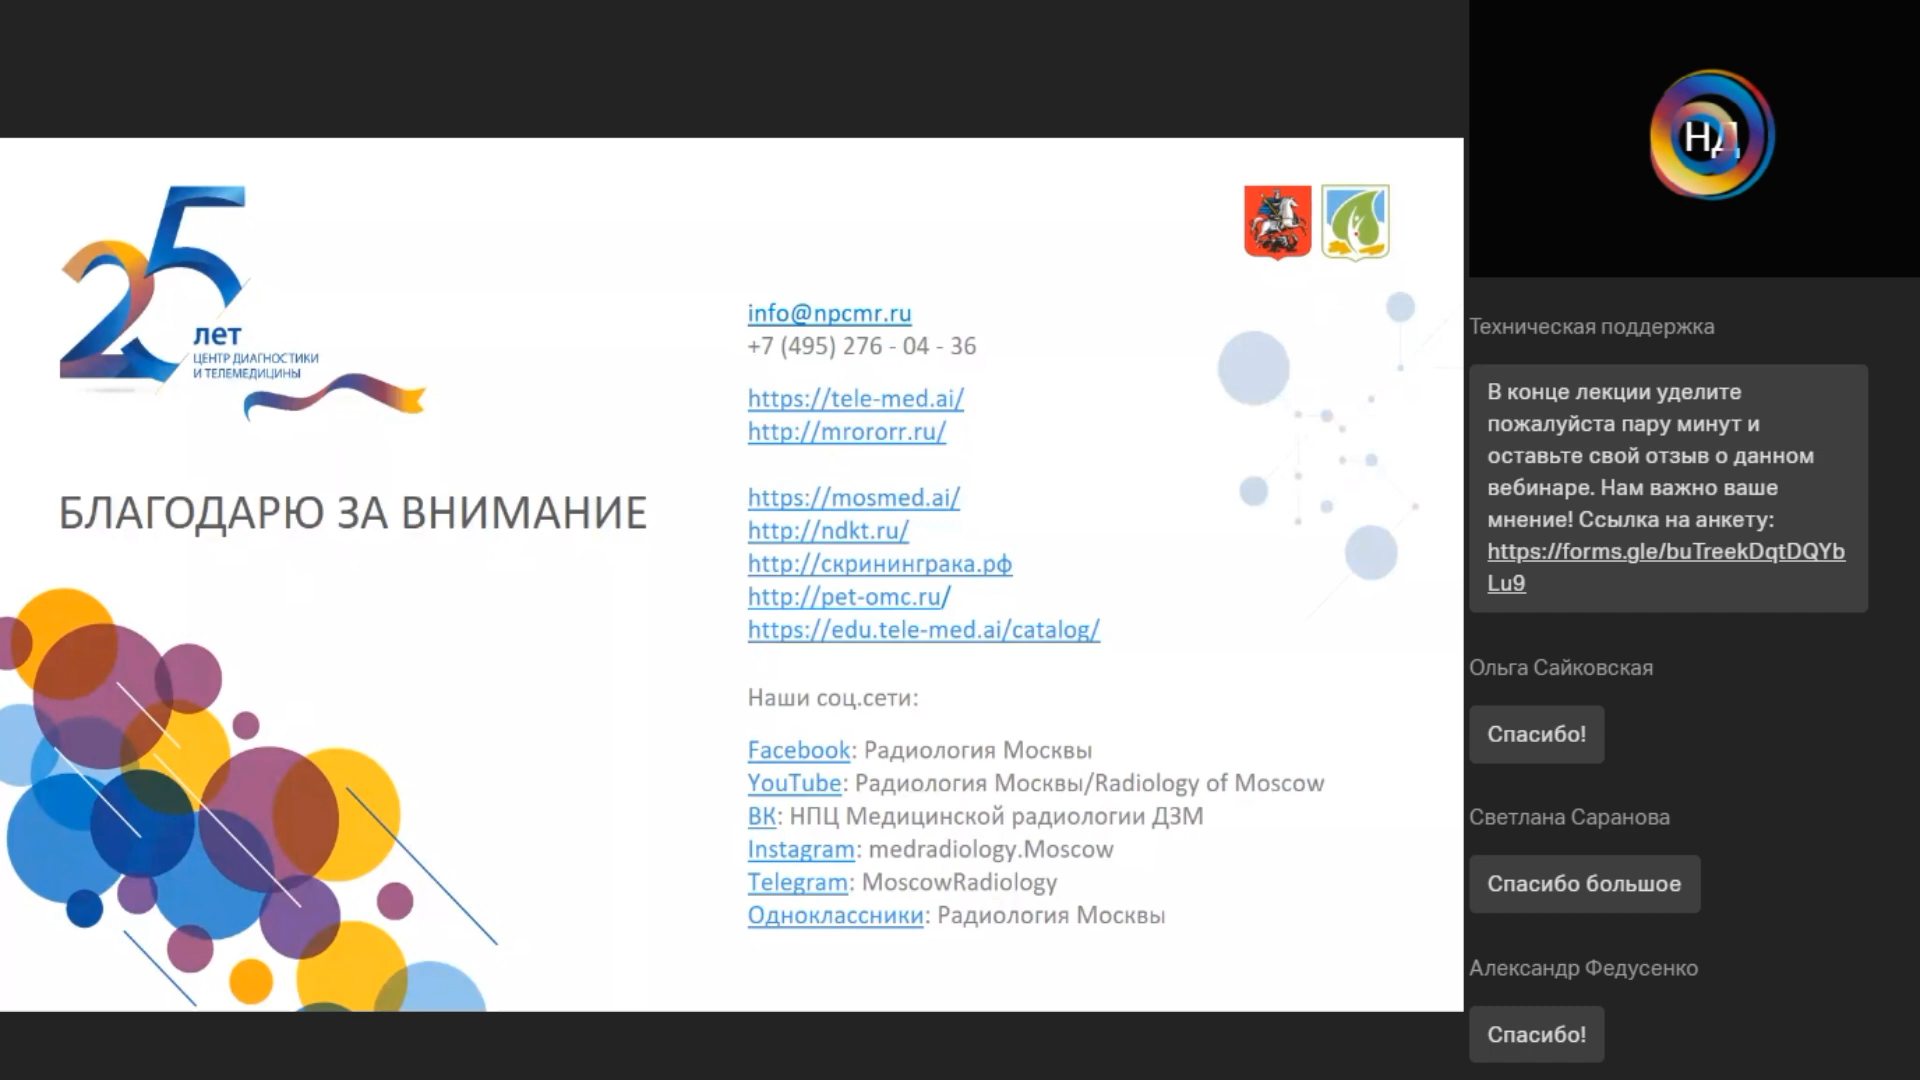 25
лет
ЦЕНТР ДИАГНОСТИКИ
И ТЕЛЕМЕДИЦИНЫ
БЛАГОДАРЮ ЗА ВНИМАНИЕ
info@npcmr.ru
+7 (495) 276 - 04 - 36
https://tele-med.ai/
http://mrororr.ru/
https://mosmed.ai/
http://ndkt.ru/
http://скрининграка.рф
http://pet-omc.ru/
https://edu.tele-med.ai/catalog/
Наши соц.сети:
Facebook: Радиология Москвы
YouTube: Радиология Москвы/Radiology of Moscow
ВК: НПЦ Медицинской радиологии ДЗМ
Instagram: medradiology.Moscow
Telegram: MoscowRadiology
Одноклассники: Радиология Москвы
НД
Техническая поддержка
В конце лекции уделите
пожалуйста пару минут и
оставьте свой отзыв о данном
вебинаре. Нам важно ваше
мнение! Ссылка на анкету:
https://forms.gle/buTreekDqtDQYb
Lu9
Ольга Сайковская
Спасибо!
Светлана Саранова
Спасибо большое
Александр Федусенко
Спасибо!